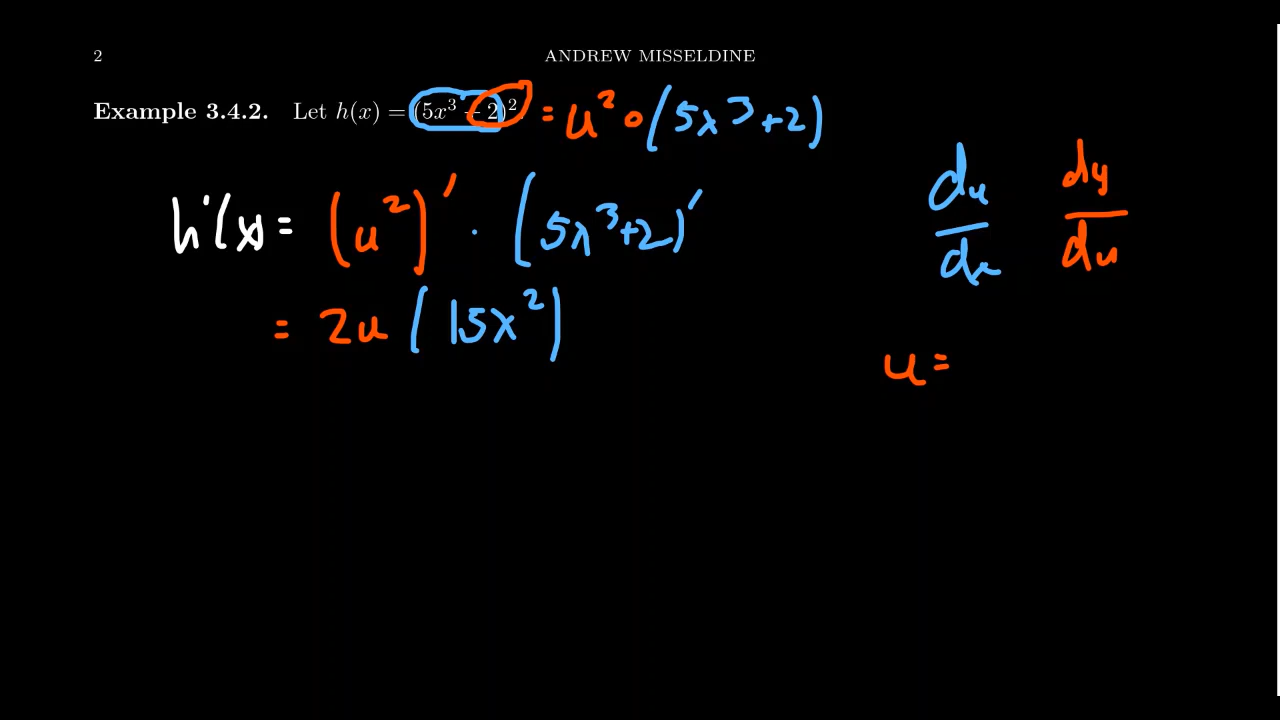 2 ANDREW MISSELDINE
Example 3.4.2. Let h(x) = (5x³ + 2)². = u² ∘ (5x³+2)
h'(x) = (u²)' · (5x³+2)'
du/dx dy/du
= 2u (15x²)
u =